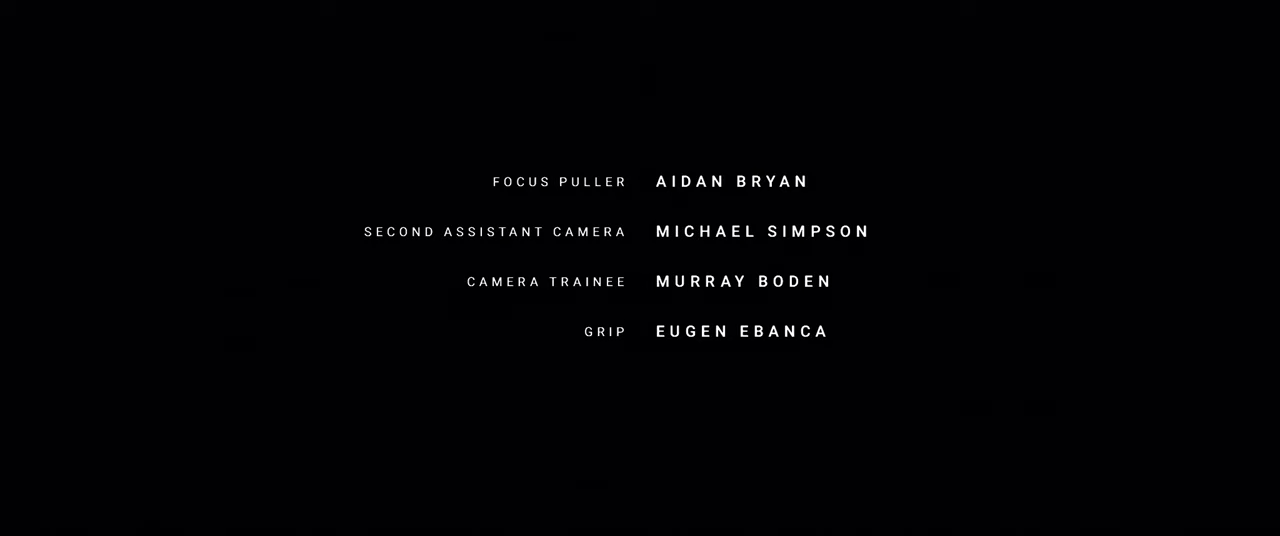 FOCUS PULLER AIDAN BRYAN
SECOND ASSISTANT CAMERA MICHAEL SIMPSON
CAMERA TRAINEE MURRAY BODEN
GRIP EUGEN EBANCA